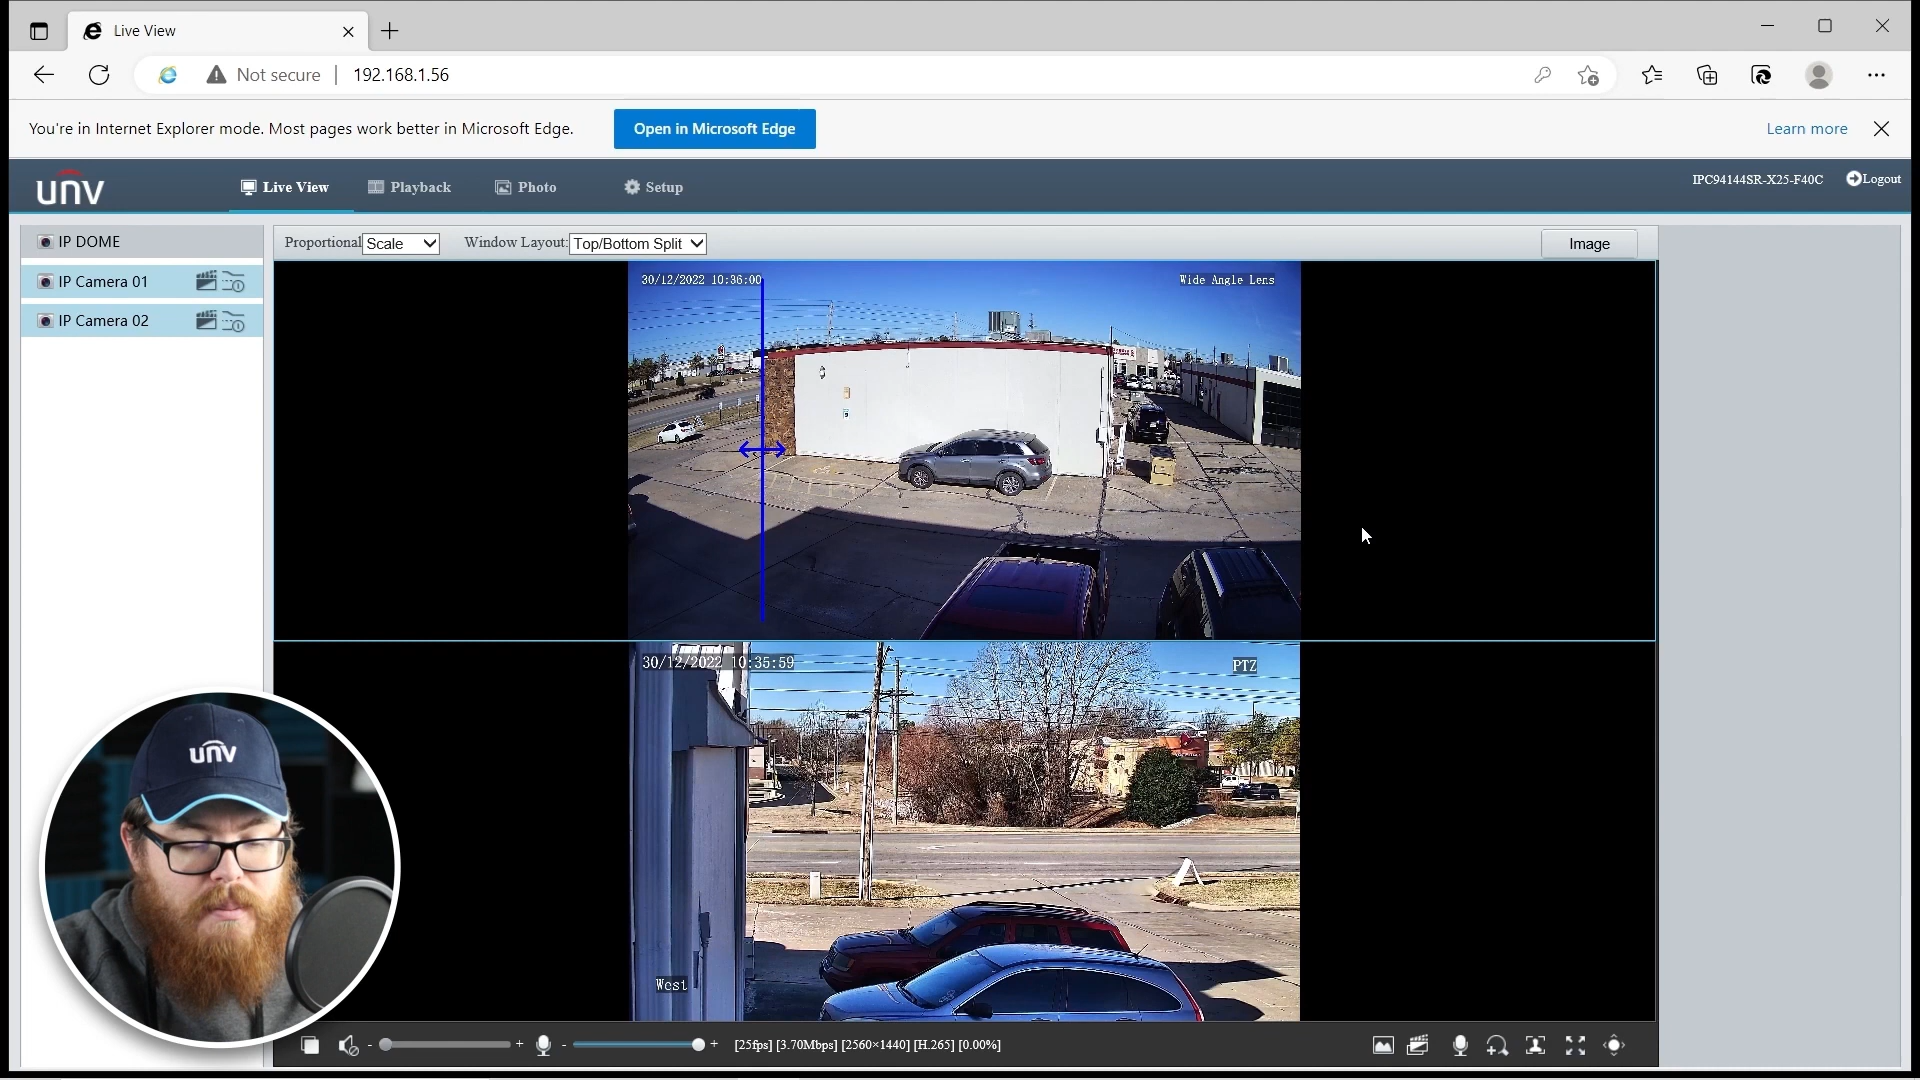 Live View
Not secure | 192.168.1.56
You're in Internet Explorer mode. Most pages work better in Microsoft Edge.
Open in Microsoft Edge
Learn more
unv
Live View
Playback
Photo
Setup
IPC94144SR-X25-F40C
Logout
IP DOME
IP Camera 01
IP Camera 02
Proportional
Scale
Window Layout:
Top/Bottom Split
Image
30/12/2022 10:36:00
Wide Angle Lens
30/12/2022 10:35:59
PTZ
West
unv
- + - +
[25fps] [3.70Mbps] [2560×1440] [H.265] [0.00%]